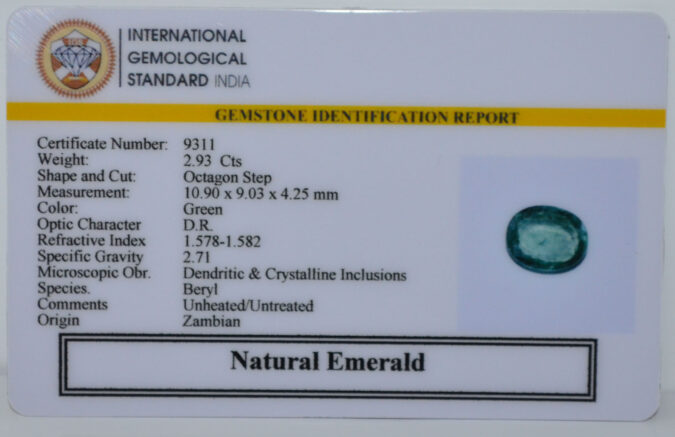 IGS
INTERNATIONAL
GEMOLOGICAL
STANDARD INDIA
GEMSTONE IDENTIFICATION REPORT
Certificate Number: 9311
Weight: 2.93 Cts
Shape and Cut: Octagon Step
Measurement: 10.90 x 9.03 x 4.25 mm
Color: Green
Optic Character D.R.
Refractive Index 1.578-1.582
Specific Gravity 2.71
Microscopic Obr. Dendritic & Crystalline Inclusions
Species. Beryl
Comments Unheated/Untreated
Origin Zambian
Natural Emerald